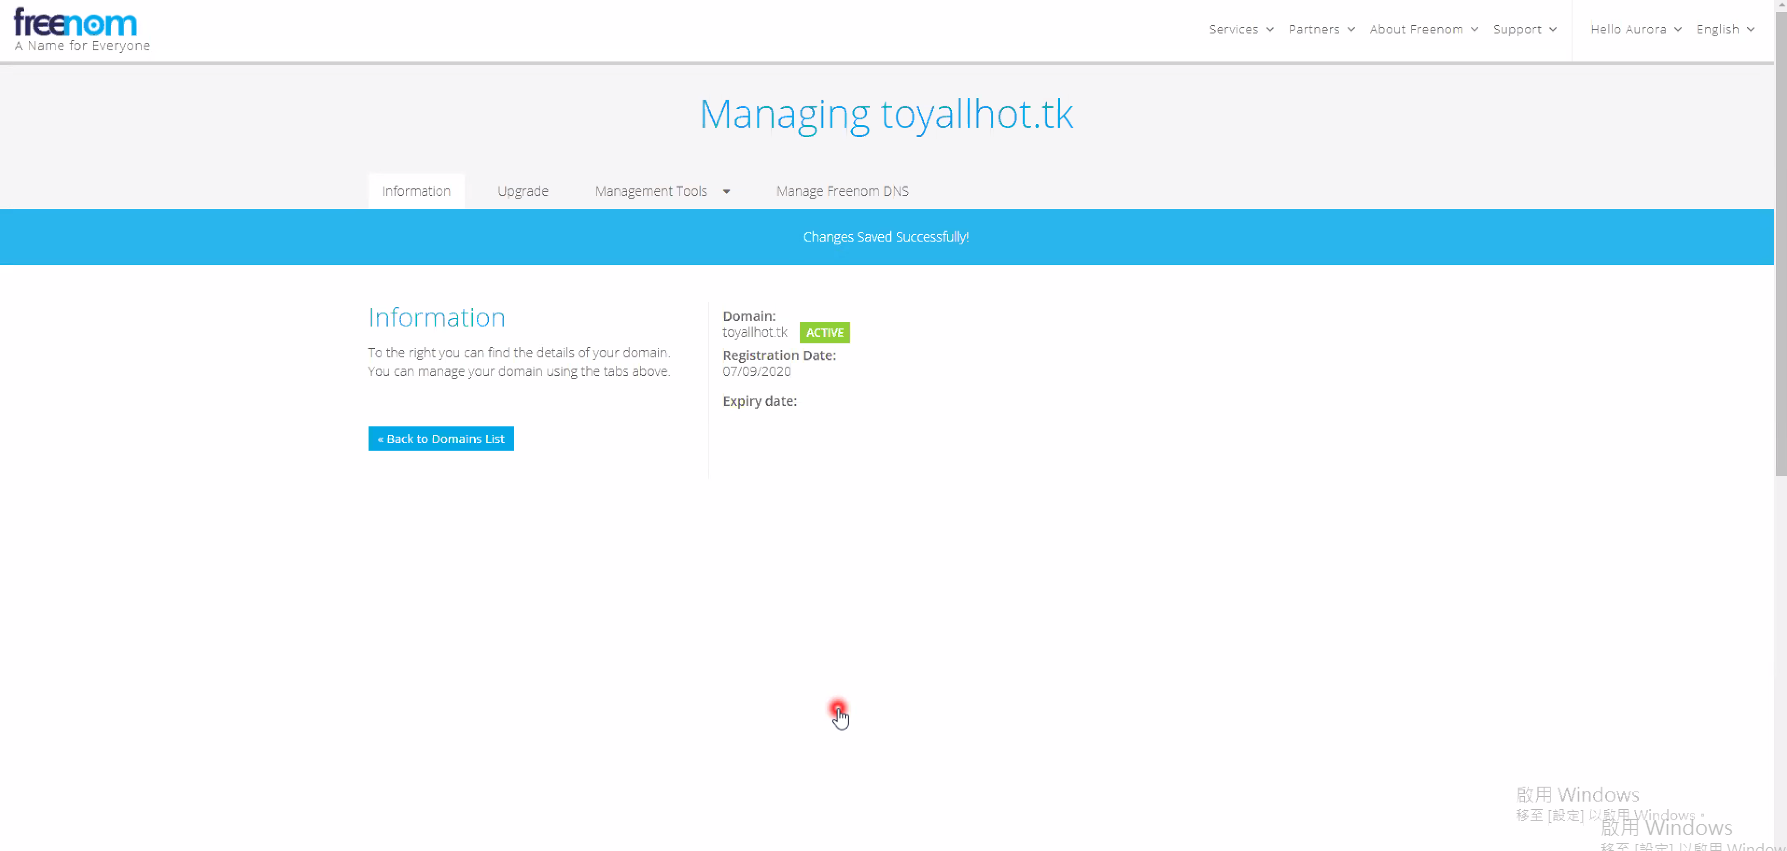 freenom
A Name for Everyone
Services
Partners
About Freenom
Support
Hello Aurora
English
Managing toyallhot.tk
Information
Upgrade
Management Tools
Manage Freenom DNS
Changes Saved Successfully!
Information
To the right you can find the details of your domain.
You can manage your domain using the tabs above.
« Back to Domains List
Domain:
toyallhot.tk ACTIVE
Registration Date:
07/09/2020
Expiry date:
啟用 Windows
移至 [設定] 以啟用 Windows。
啟用 Windows
移至 [設定] 以啟用 Window